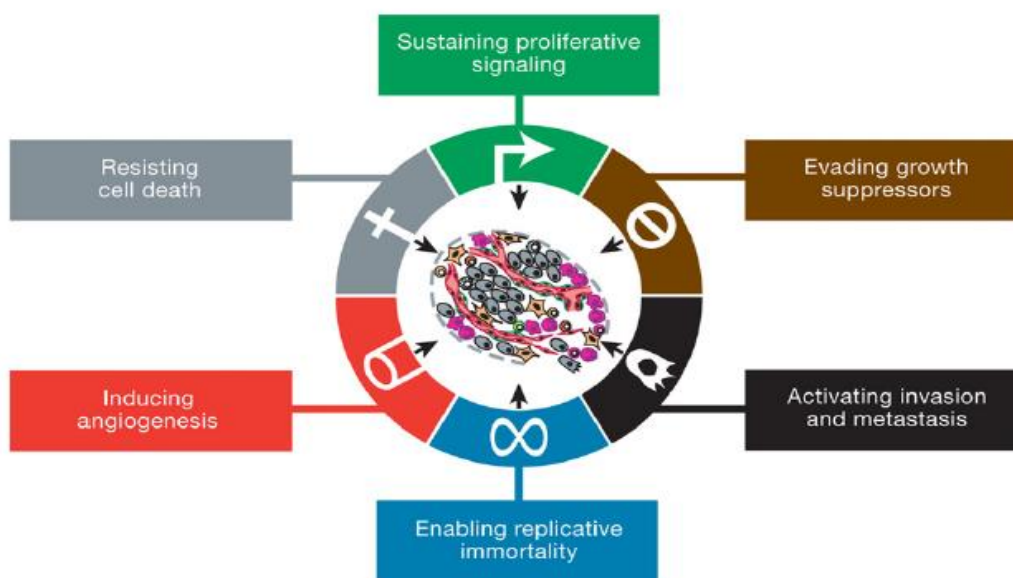 Sustaining proliferative
signaling
Resisting
cell death
Evading growth
suppressors
Inducing
angiogenesis
Activating invasion
and metastasis
Enabling replicative
immortality